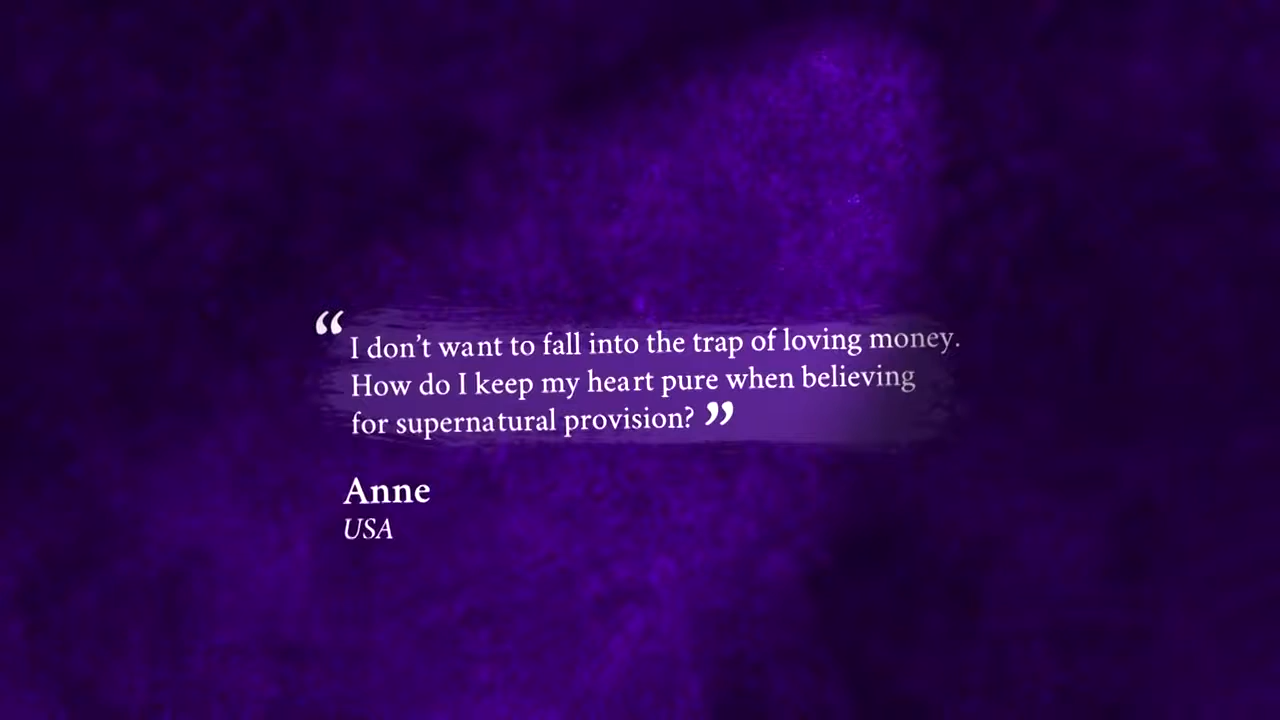 “I don’t want to fall into the trap of loving money.
How do I keep my heart pure when believing
for supernatural provision?”
Anne
USA